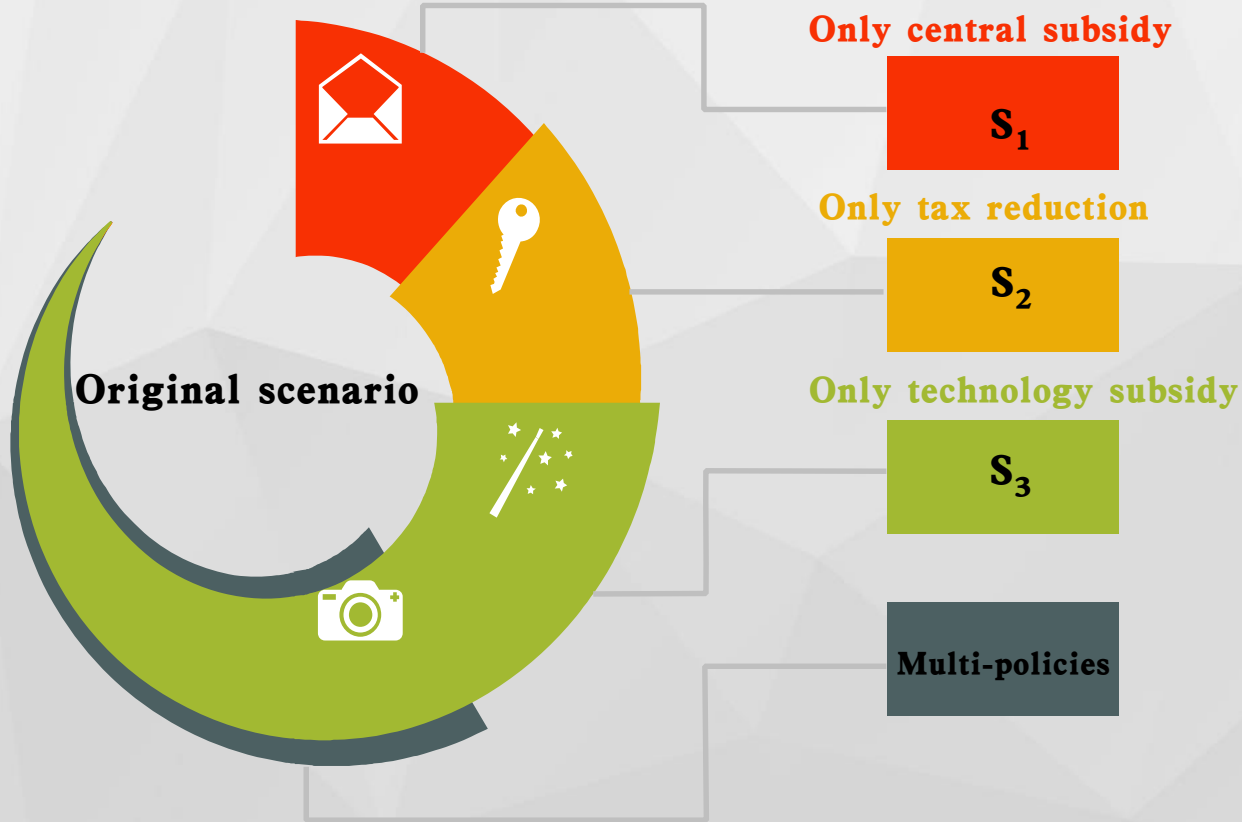 Only central subsidy
S₁
Only tax reduction
S₂
Original scenario
Only technology subsidy
S₃
Multi-policies